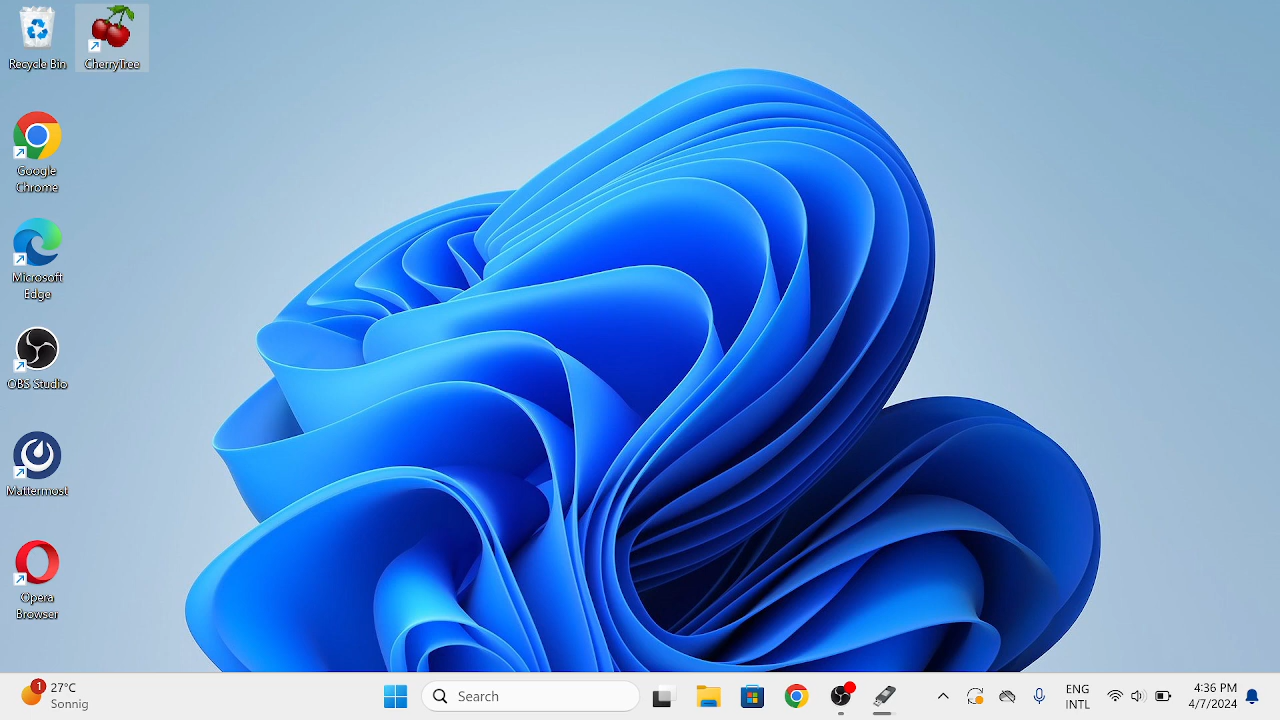 Recycle Bin
CherryTree
Google
Chrome
Microsoft
Edge
OBS Studio
Mattermost
Opera
Browser
1
27°C
Sonnig
Search
ENG
INTL
4:36 PM
4/7/2024